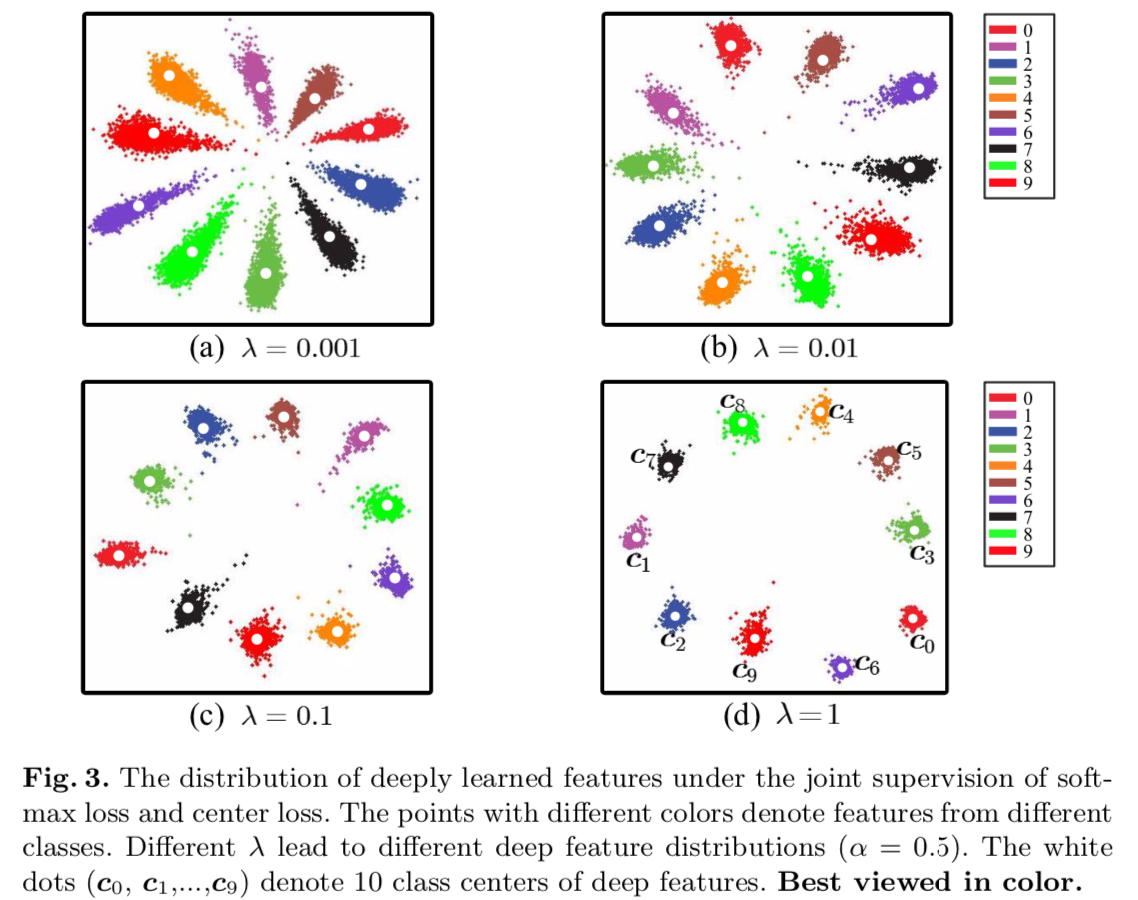 0
1
2
3
4
5
6
7
8
9
(a) λ = 0.001
(b) λ = 0.01
c8
c4
c7
c5
c1
c3
c2
c0
c9
c6
0
1
2
3
4
5
6
7
8
9
(c) λ = 0.1
(d) λ=1
Fig. 3. The distribution of deeply learned features under the joint supervision of soft-
max loss and center loss. The points with different colors denote features from different
classes. Different λ lead to different deep feature distributions (α = 0.5). The white
dots (c0, c1,...,c9) denote 10 class centers of deep features. Best viewed in color.